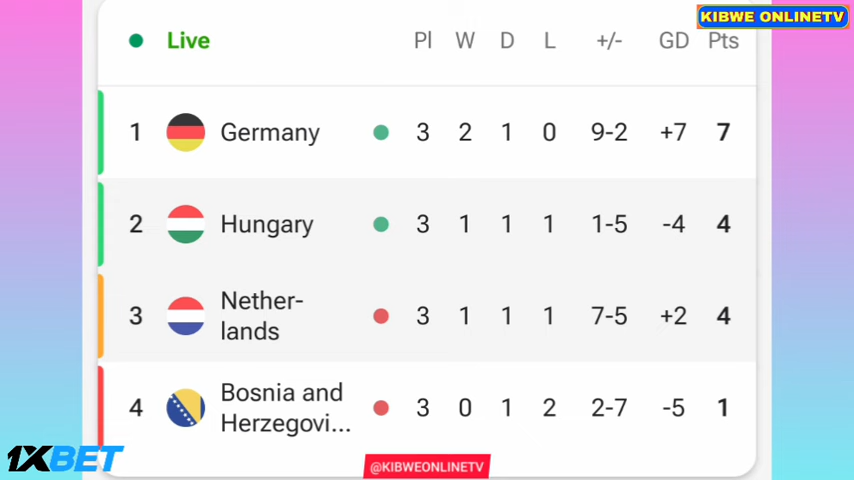 KIBWE ONLINETV
Live Pl W D L +/- GD Pts
1 Germany 3 2 1 0 9-2 +7 7
2 Hungary 3 1 1 1 1-5 -4 4
3 Nether-
lands 3 1 1 1 7-5 +2 4
4 Bosnia and
Herzegovi... 3 0 1 2 2-7 -5 1
1XBET
@KIBWEONLINETV